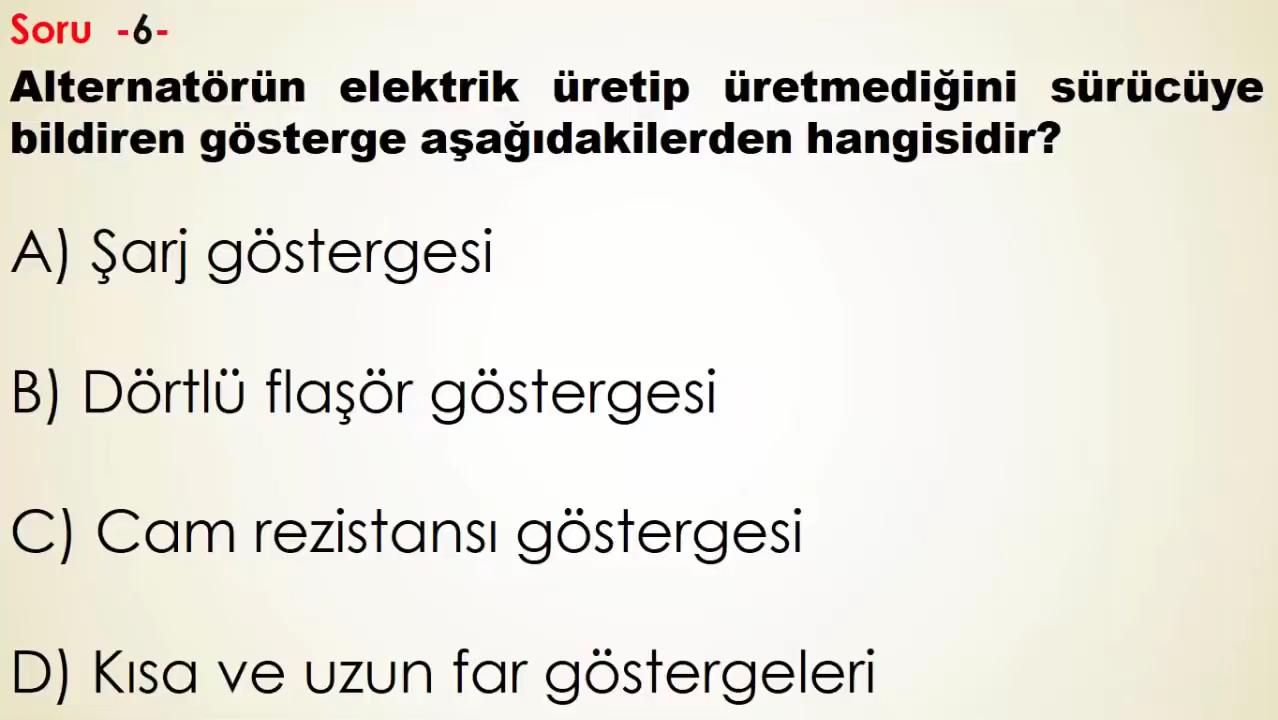 Soru -6-
Alternatörün elektrik üretip üretmediğini sürücüye
bildiren gösterge aşağıdakilerden hangisidir?
A) Şarj göstergesi
B) Dörtlü flaşör göstergesi
C) Cam rezistansı göstergesi
D) Kısa ve uzun far göstergeleri